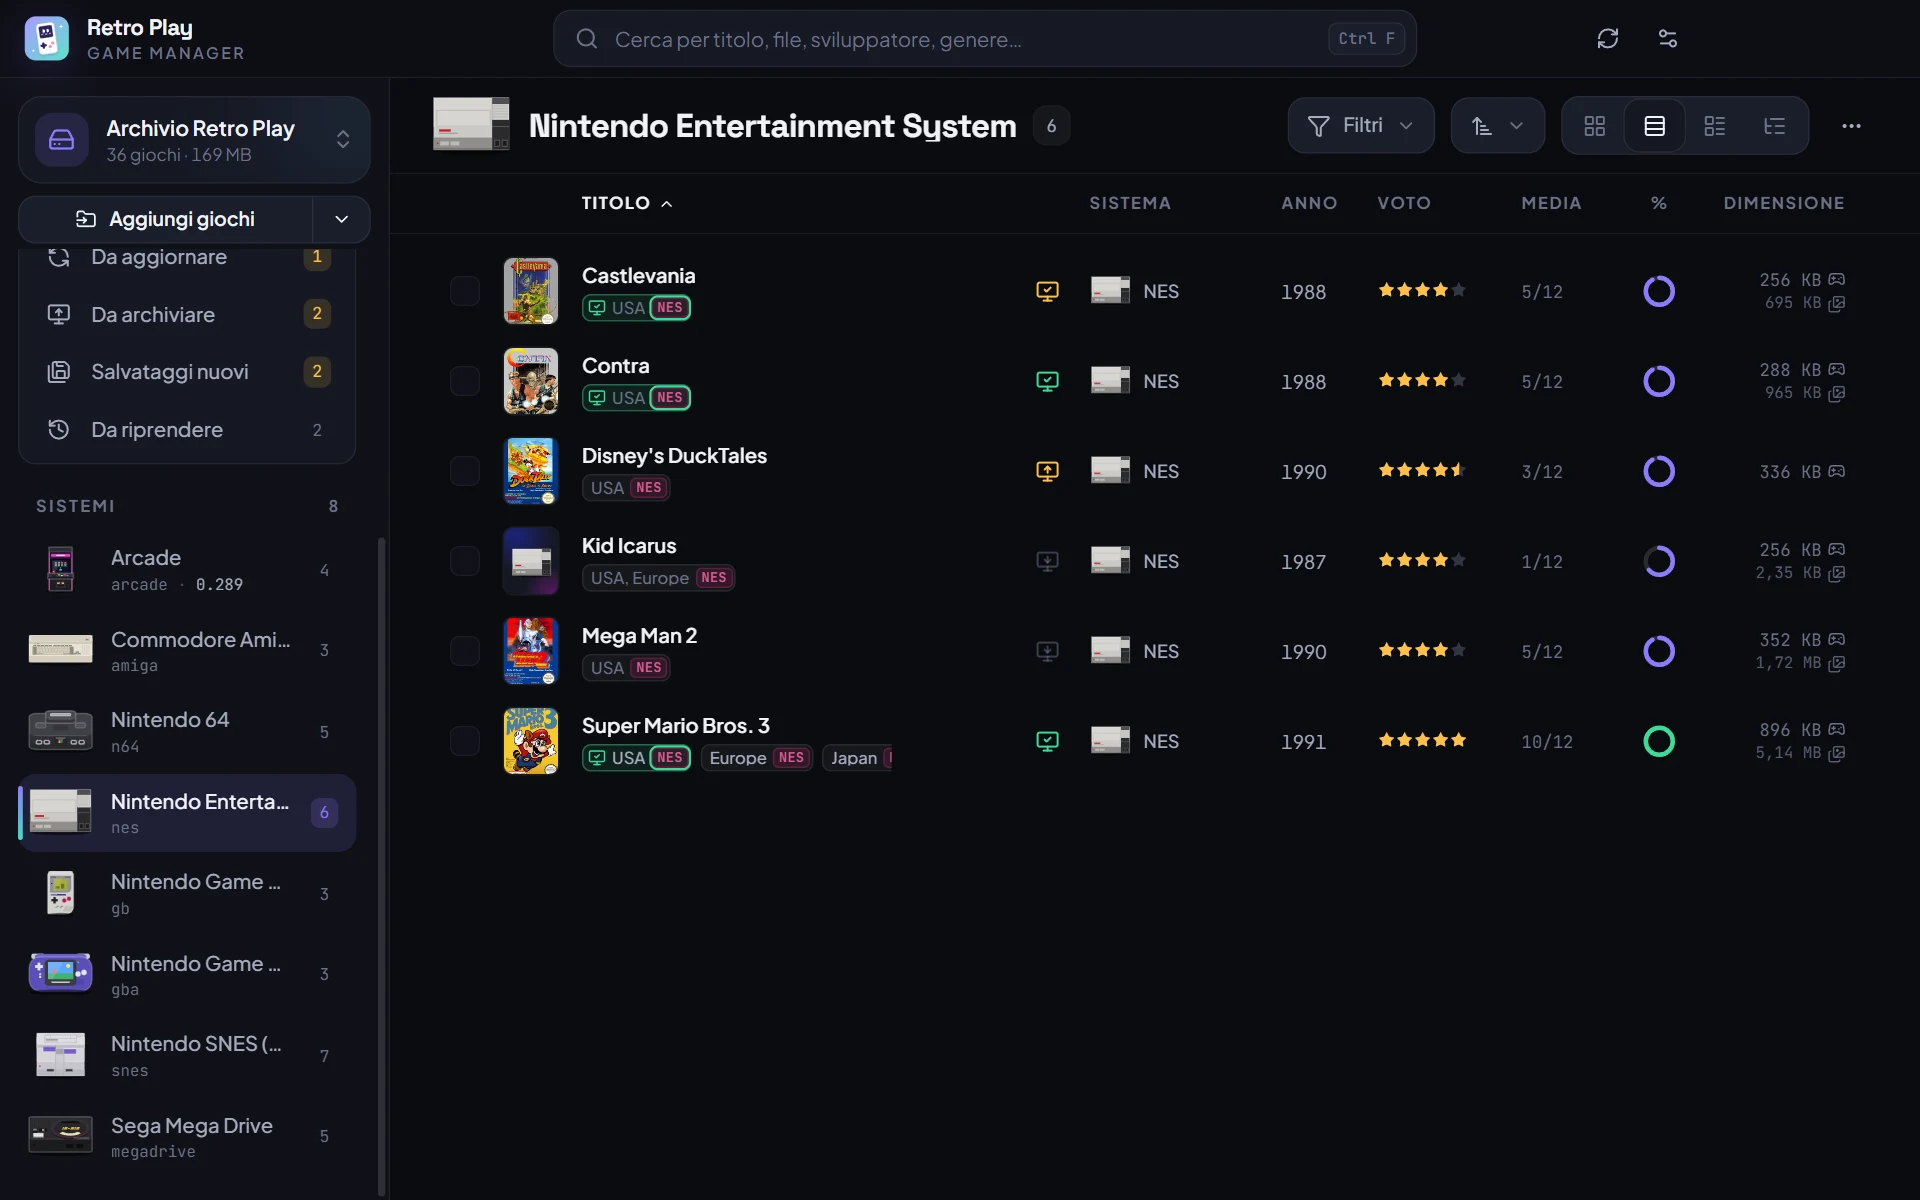 Retro Play
GAME MANAGER
Cerca per titolo, file, sviluppatore, genere...
Ctrl F
Archivio Retro Play
36 giochi · 169 MB
Aggiungi giochi
Da aggiornare 1
Da archiviare 2
Salvataggi nuovi 2
Da riprendere 2
SISTEMI 8
Arcade
arcade · 0.289
4
Commodore Ami...
amiga
3
Nintendo 64
n64
5
Nintendo Enterta...
nes
6
Nintendo Game ...
gb
3
Nintendo Game ...
gba
3
Nintendo SNES (...
snes
7
Sega Mega Drive
megadrive
5
Nintendo Entertainment System 6
Filtri
TITOLO SISTEMA ANNO VOTO MEDIA % DIMENSIONE
Castlevania
USA NES
NES 1988 5/12
256 KB
695 KB
Contra
USA NES
NES 1988 5/12
288 KB
965 KB
Disney's DuckTales
USA NES
NES 1990 3/12
336 KB
Kid Icarus
USA, Europe NES
NES 1987 1/12
256 KB
2,35 KB
Mega Man 2
USA NES
NES 1990 5/12
352 KB
1,72 MB
Super Mario Bros. 3
USA NES Europe NES Japan
NES 1991 10/12
896 KB
5,14 MB